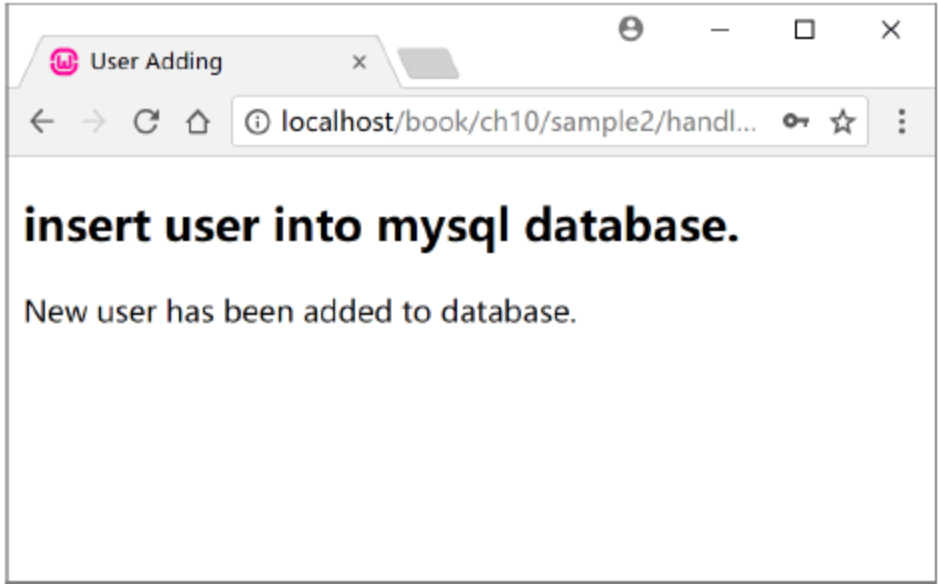 User Adding
localhost/book/ch10/sample2/handl...
insert user into mysql database.
New user has been added to database.